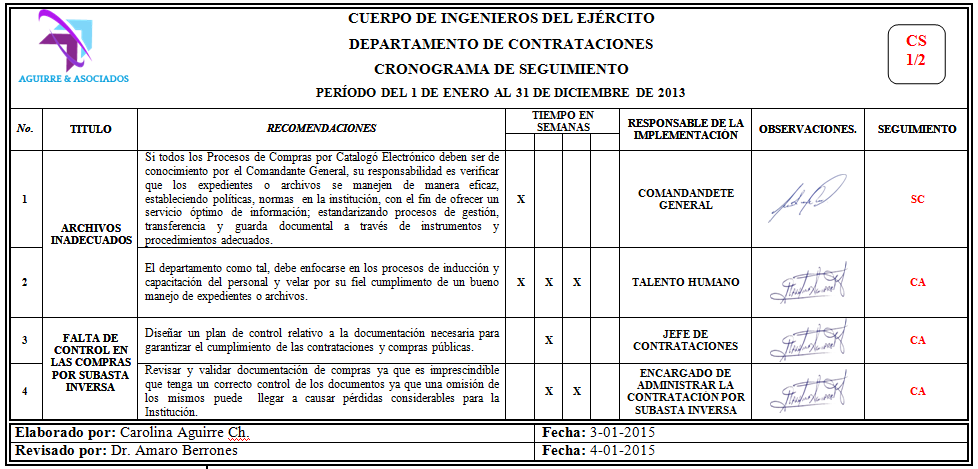 CUERPO DE INGENIEROS DEL EJÉRCITO
DEPARTAMENTO DE CONTRATACIONES
CRONOGRAMA DE SEGUIMIENTO
PERÍODO DEL 1 DE ENERO AL 31 DE DICIEMBRE DE 2013
AGUIRRE & ASOCIADOS
CS
1/2
No.
TITULO
RECOMENDACIONES
TIEMPO EN
SEMANAS
RESPONSABLE DE LA
IMPLEMENTACIÓN
OBSERVACIONES.
SEGUIMIENTO
1
ARCHIVOS
INADECUADOS
Si todos los Procesos de Compras por Catalogó Electrónico deben ser de
conocimiento por el Comandante General, su responsabilidad es verificar
que los expedientes o archivos se manejen de manera eficaz,
estableciendo políticas, normas en la institución, con el fin de ofrecer un
servicio óptimo de información; estandarizando procesos de gestión,
transferencia y guarda documental a través de instrumentos y
procedimientos adecuados.
X
COMANDANDETE
GENERAL
SC
2
El departamento como tal, debe enfocarse en los procesos de inducción y
capacitación del personal y velar por su fiel cumplimento de un bueno
manejo de expedientes o archivos.
X X X
TALENTO HUMANO
CA
3
FALTA DE
CONTROL EN
LAS COMPRAS
POR SUBASTA
INVERSA
Diseñar un plan de control relativo a la documentación necesaria para
garantizar el cumplimiento de las contrataciones y compras públicas.
X
JEFE DE
CONTRATACIONES
CA
4
Revisar y validar documentación de compras ya que es imprescindible
que tenga un correcto control de los documentos ya que una omisión de
los mismos puede llegar a causar pérdidas considerables para la
Institución.
X X
ENCARGADO DE
ADMINISTRAR LA
CONTRATACIÓN POR
SUBASTA INVERSA
CA
Elaborado por: Carolina Aguirre Ch.
Fecha: 3-01-2015
Revisado por: Dr. Amaro Berrones
Fecha: 4-01-2015